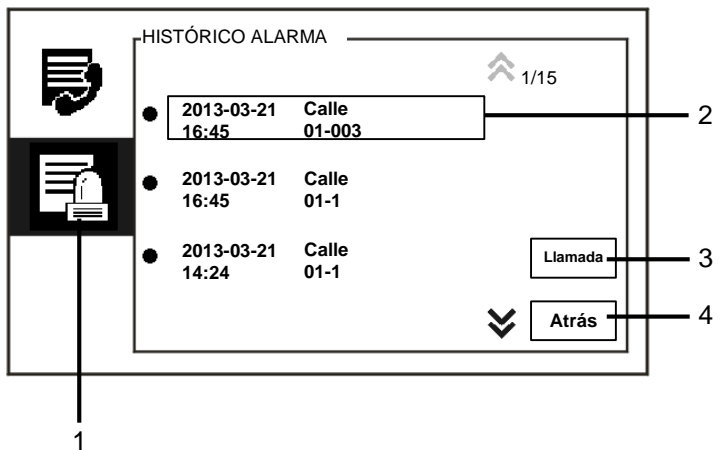 HISTÓRICO ALARMA
1/15
2013-03-21 Calle
16:45 01-003
2
2013-03-21 Calle
16:45 01-1
2013-03-21 Calle
14:24 01-1
Llamada
3
Atrás
4
1